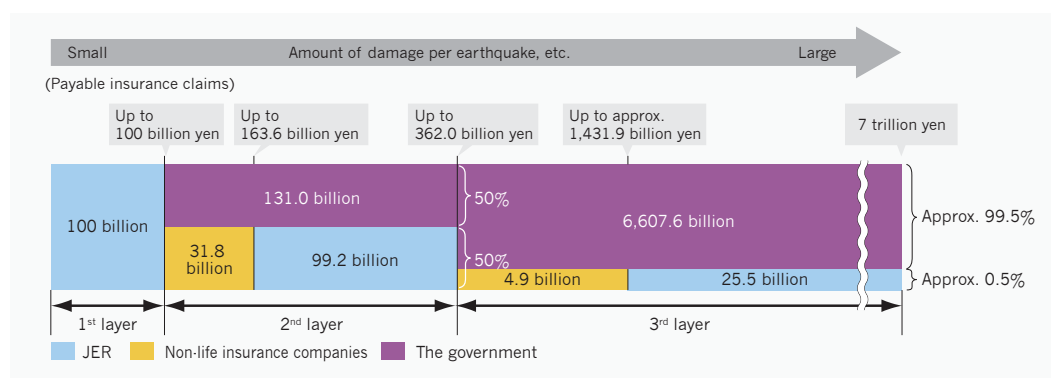 Small Amount of damage per earthquake, etc. Large
(Payable insurance claims)
Up to
100 billion yen
Up to
163.6 billion yen
Up to
362.0 billion yen
Up to approx.
1,431.9 billion yen
7 trillion yen
100 billion
131.0 billion
50%
31.8
billion
99.2 billion
50%
6,607.6 billion
4.9 billion
25.5 billion
Approx. 99.5%
Approx. 0.5%
1st layer
2nd layer
3rd layer
JER
Non-life insurance companies
The government